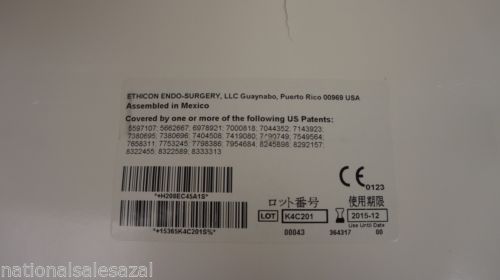 ETHICON ENDO-SURGERY, LLC Guaynabo, Puerto Rico 00969 USA
Assembled in Mexico
Covered by one or more of the following US Patents:
5597107; 5662667; 6978921; 7000818; 7044352; 7143923;
7380695; 7380696; 7404508; 7419080; 7490749; 7549564;
7658311; 7753245; 7798386; 7954684; 8245898; 8292157;
8322455; 8322589; 8333313
*+H208EC45A1S*
*+15365K4C201S%*
CE 0123
ロット番号 使用期限
LOT K4C201 2015-12
Use Until Date
00043 364317 00
nationalsalesazal